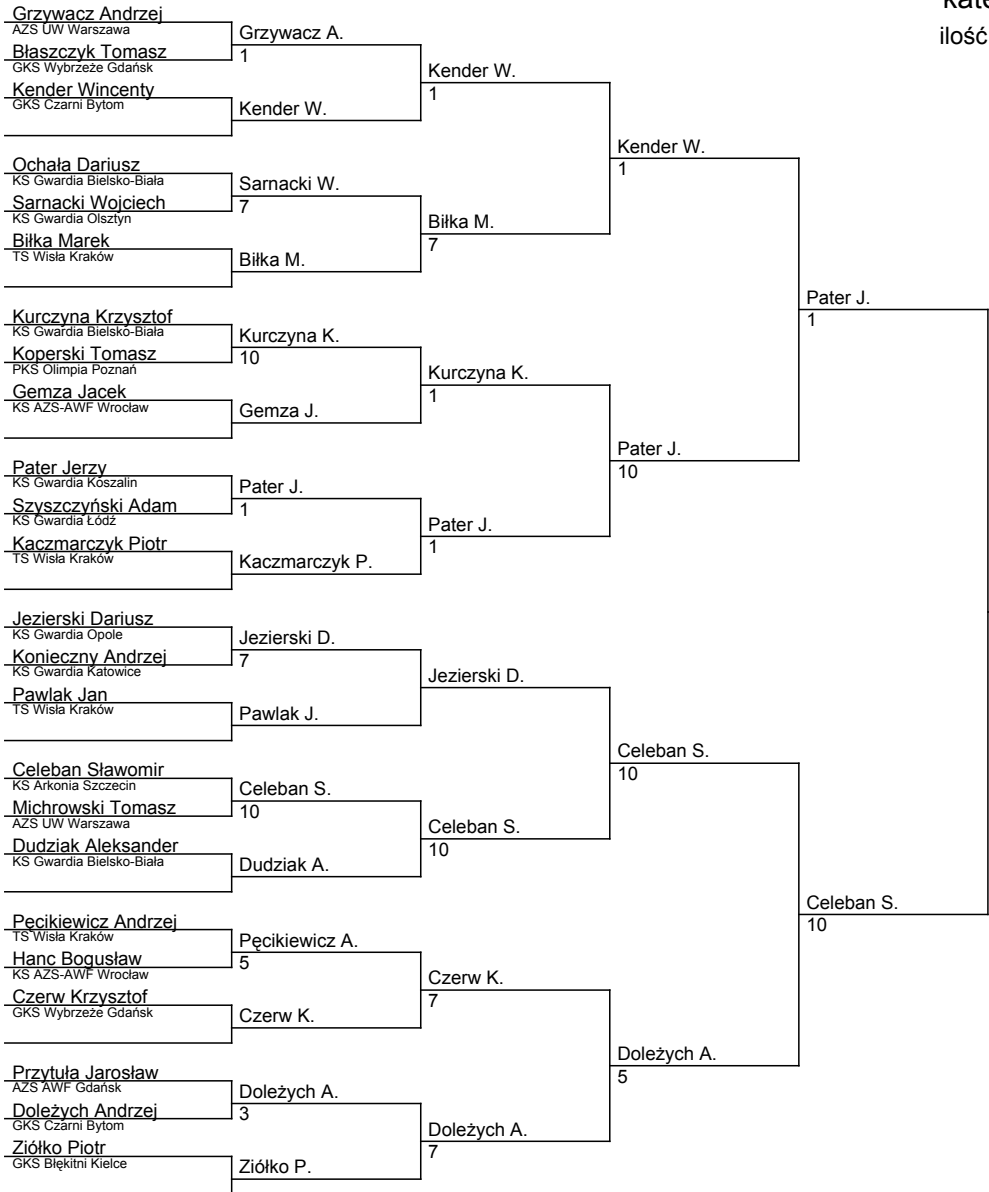 kate
ilość
Grzywacz Andrzej
AZS UW Warszawa
Błaszczyk Tomasz
GKS Wybrzeże Gdańsk
Kender Wincenty
GKS Czarni Bytom
Ochała Dariusz
KS Gwardia Bielsko-Biała
Sarnacki Wojciech
KS Gwardia Olsztyn
Biłka Marek
TS Wisła Kraków
Kurczyna Krzysztof
KS Gwardia Bielsko-Biała
Koperski Tomasz
PKS Olimpia Poznań
Gemza Jacek
KS AZS-AWF Wrocław
Pater Jerzy
KS Gwardia Koszalin
Szyszczyński Adam
KS Gwardia Łódź
Kaczmarczyk Piotr
TS Wisła Kraków
Jezierski Dariusz
KS Gwardia Opole
Konieczny Andrzej
KS Gwardia Katowice
Pawlak Jan
TS Wisła Kraków
Celeban Sławomir
KS Arkonia Szczecin
Michrowski Tomasz
AZS UW Warszawa
Dudziak Aleksander
KS Gwardia Bielsko-Biała
Pęcikiewicz Andrzej
TS Wisła Kraków
Hanc Bogusław
KS AZS-AWF Wrocław
Czerw Krzysztof
GKS Wybrzeże Gdańsk
Przytuła Jarosław
AZS AWF Gdańsk
Doleżych Andrzej
GKS Czarni Bytom
Ziółko Piotr
GKS Błękitni Kielce
Grzywacz A.
1
Kender W.
Sarnacki W.
7
Biłka M.
Kurczyna K.
10
Gemza J.
Pater J.
1
Kaczmarczyk P.
Jezierski D.
7
Pawlak J.
Celeban S.
10
Dudziak A.
Pęcikiewicz A.
5
Czerw K.
Doleżych A.
3
Ziółko P.
Kender W.
1
Biłka M.
7
Kurczyna K.
1
Pater J.
1
Jezierski D.
Celeban S.
10
Czerw K.
7
Doleżych A.
7
Kender W.
1
Pater J.
10
Celeban S.
10
Doleżych A.
5
Pater J.
1
Celeban S.
10